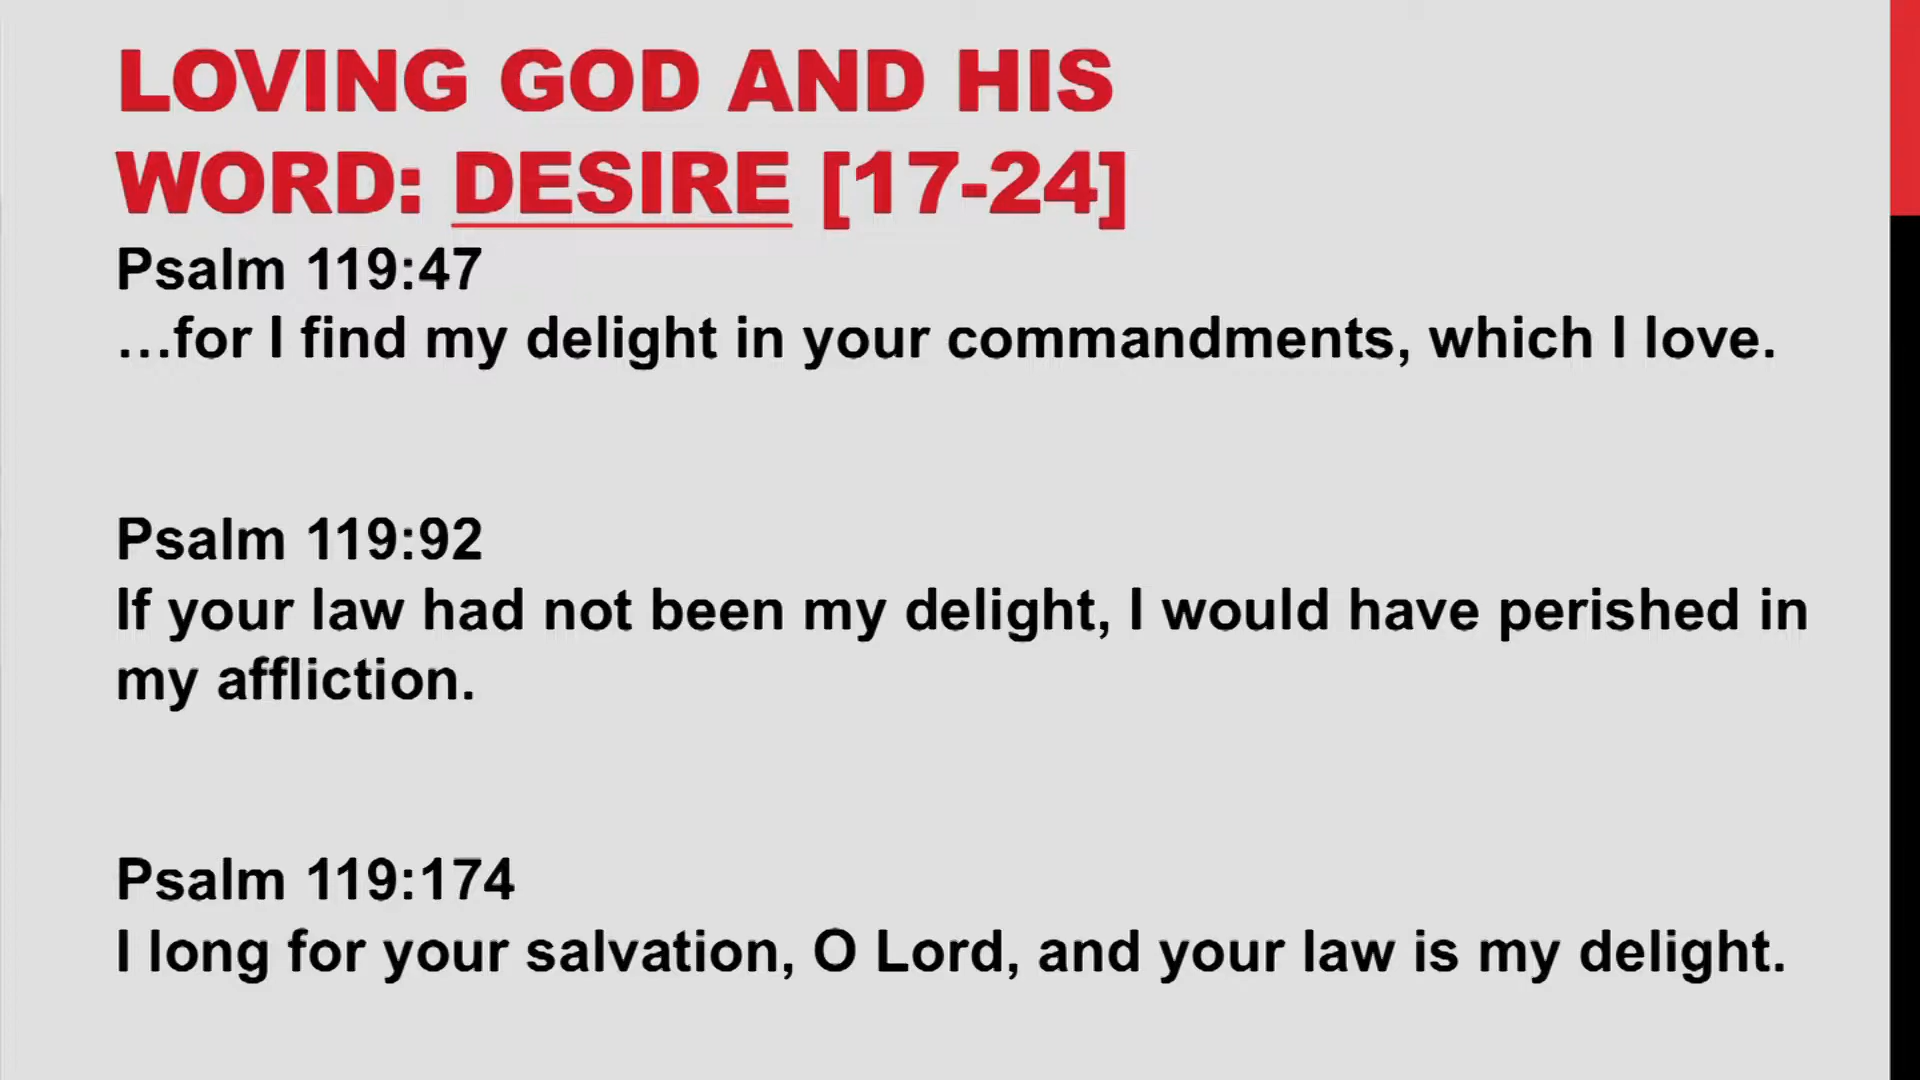 LOVING GOD AND HIS
WORD: DESIRE [17-24]
Psalm 119:47
…for I find my delight in your commandments, which I love.
Psalm 119:92
If your law had not been my delight, I would have perished in
my affliction.
Psalm 119:174
I long for your salvation, O Lord, and your law is my delight.